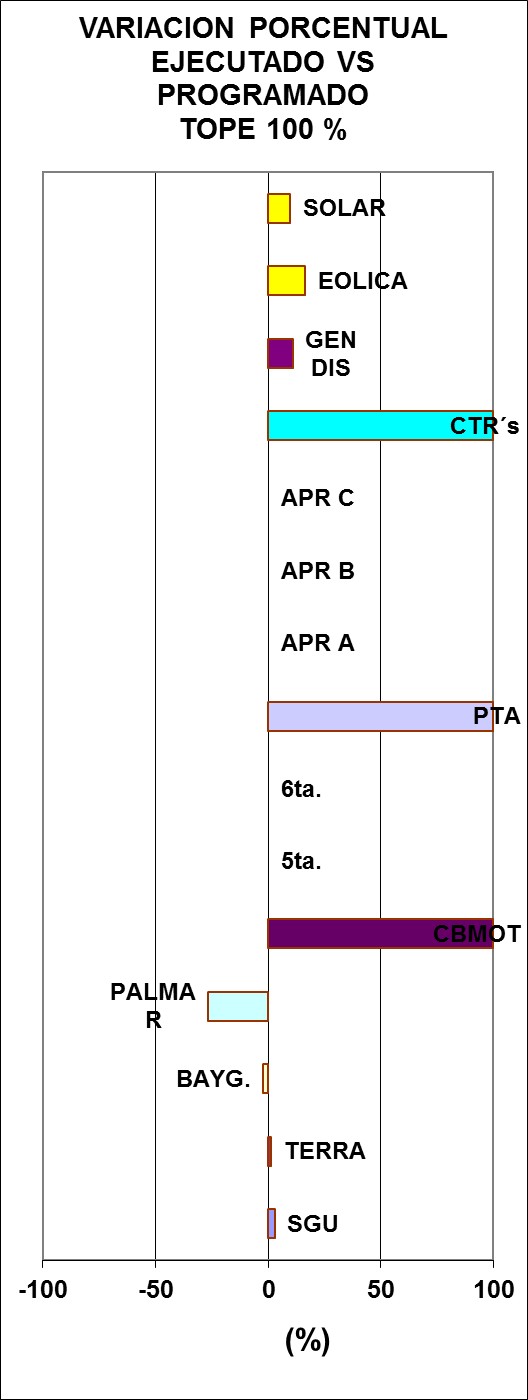 VARIACION PORCENTUAL
EJECUTADO VS
PROGRAMADO
TOPE 100 %
SOLAR
EOLICA
GEN
DIS
CTR´s
APR C
APR B
APR A
PTA
6ta.
5ta.
CBMOT
PALMA
R
BAYG.
TERRA
SGU
-100 -50 0 50 100
(%)